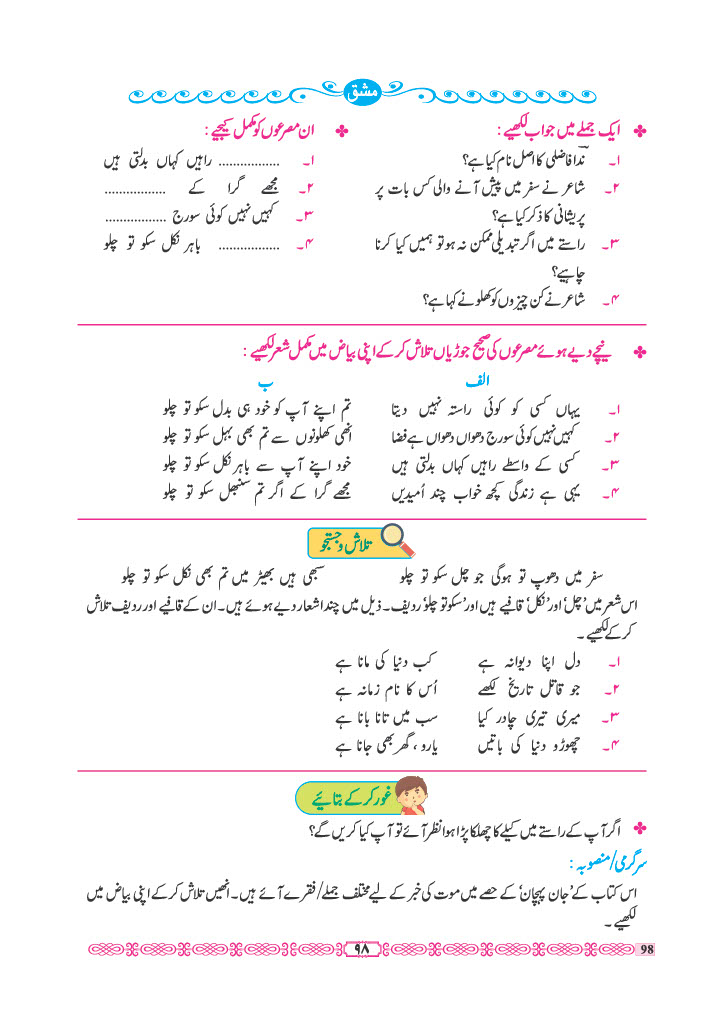 مشق
ایک جملے میں جواب لکھیے :
۱۔ ندؔا فاضلی کا اصل نام کیا ہے؟
۲۔ شاعر نے سفر میں پیش آنے والی کس بات پر
پریشانی کا ذکر کیا ہے؟
۳۔ راستے میں اگر تبدیلی ممکن نہ ہو تو ہمیں کیا کرنا
چاہیے؟
۴۔ شاعر نے کن چیزوں کو کھلونے کہا ہے؟
ان مصرعوں کو مکمل کیجیے :
۱۔ ................. راہیں کہاں بدلتی ہیں
۲۔ مجھے گرا کے .................
۳۔ کہیں نہیں کوئی سورج .................
۴۔ ................. باہر نکل سکو تو چلو
نیچے دیے ہوئے مصرعوں کی صحیح جوڑیاں تلاش کر کے اپنی بیاض میں مکمل شعر لکھیے :
الف ب
۱۔ یہاں کسی کو کوئی راستہ نہیں دیتا تم اپنے آپ کو خود ہی بدل سکو تو چلو
۲۔ کہیں نہیں کوئی سورج دھواں دھواں ہے فضا انھی کھلونوں سے تم بھی بہل سکو تو چلو
۳۔ کسی کے واسطے راہیں کہاں بدلتی ہیں خود اپنے آپ سے باہر نکل سکو تو چلو
۴۔ یہی ہے زندگی کچھ خواب چند اُمیدیں مجھے گرا کے اگر تم سنبھل سکو تو چلو
تلاش و جستجو
سفر میں دھوپ تو ہوگی جو چل سکو تو چلو سبھی ہیں بھیڑ میں تم بھی نکل سکو تو چلو
اس شعر میں ’چل‘ اور ’نکل‘ قافیے ہیں اور ’سکو تو چلو‘ ردیف۔ ذیل میں چند اشعار دیے ہوئے ہیں۔ ان کے قافیے اور ردیف تلاش
کر کے لکھیے۔
۱۔ دل اپنا دیوانہ ہے کب دنیا کی مانا ہے
۲۔ جو قاتل تاریخ لکھے اُس کا نام زمانہ ہے
۳۔ میری تیری چادر کیا سب میں تانا بانا ہے
۴۔ چھوڑو دنیا کی باتیں یارو ، گھر بھی جانا ہے
غور کر کے بتائیے
اگر آپ کے راستے میں کیلے کا چھلکا پڑا ہوا نظر آئے تو آپ کیا کریں گے؟
سرگرمی/منصوبہ :
اس کتاب کے ’جان پہچان‘ کے حصے میں موت کی خبر کے لیے مختلف جملے/فقرے آئے ہیں۔ انھیں تلاش کر کے اپنی بیاض میں
لکھیے۔
۹۸
98